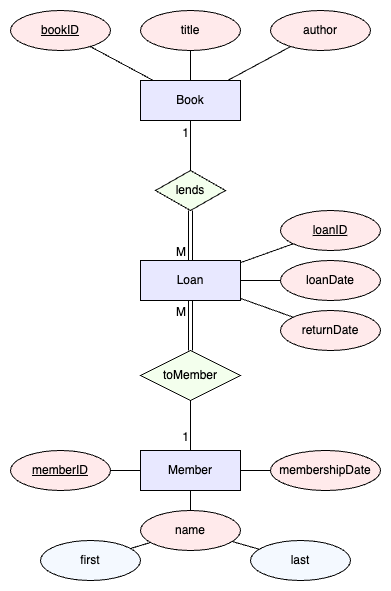 bookID
title
author
Book
1
lends
M
loanID
Loan
loanDate
M
returnDate
toMember
1
memberID
Member
membershipDate
name
first
last